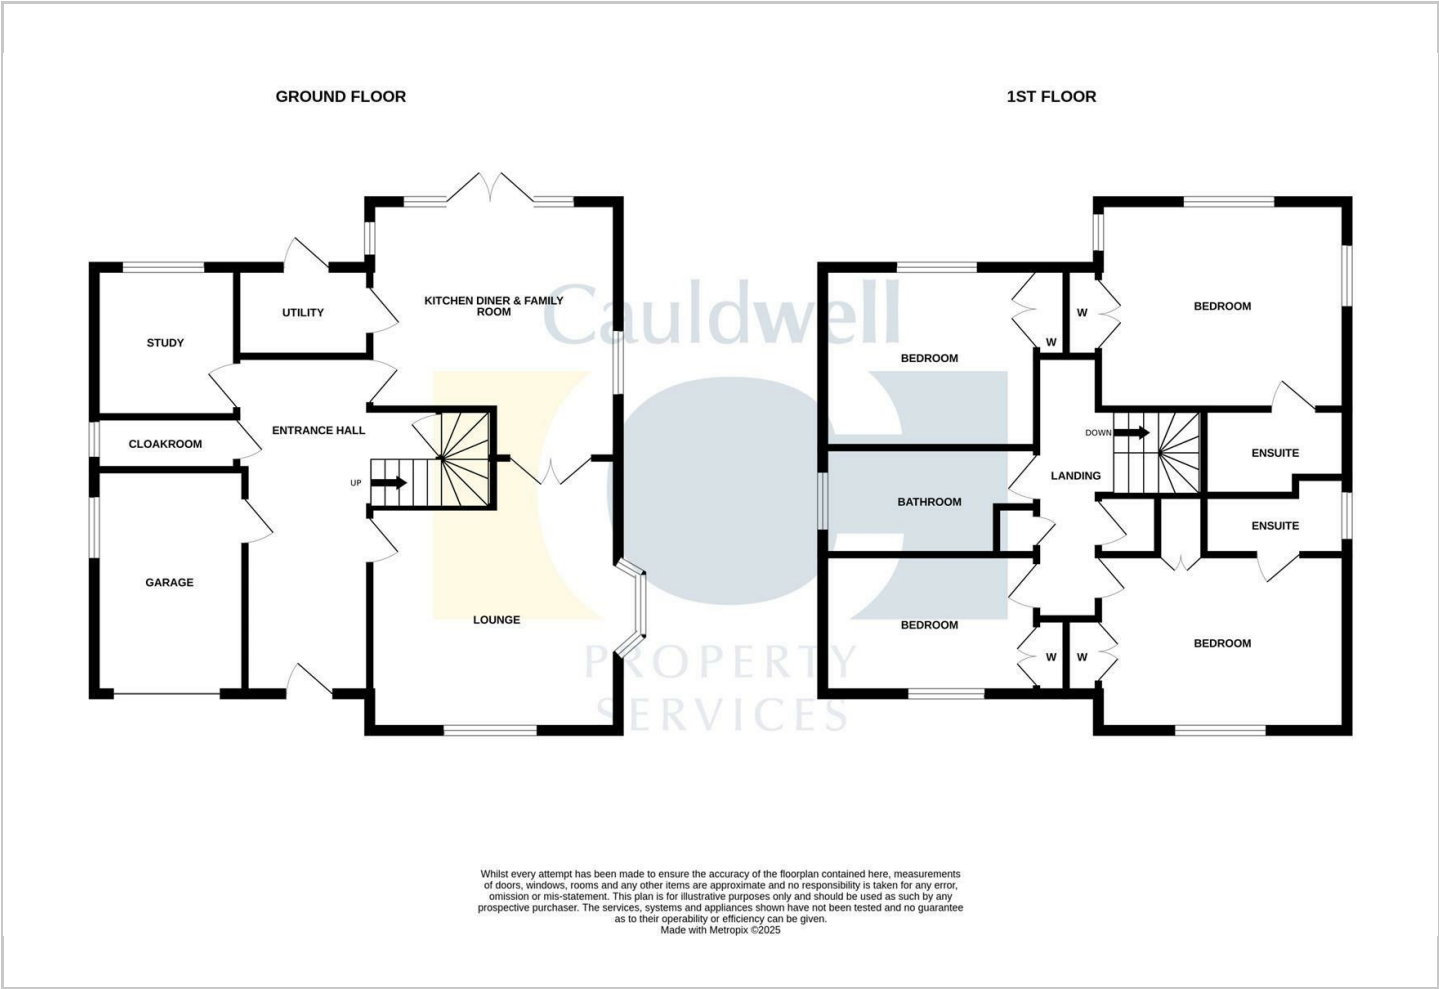 GROUND FLOOR
1ST FLOOR
UTILITY
KITCHEN DINER & FAMILY
ROOM
STUDY
CLOAKROOM
ENTRANCE HALL
UP
GARAGE
LOUNGE
BEDROOM
W
W
BEDROOM
DOWN
ENSUITE
LANDING
BATHROOM
ENSUITE
BEDROOM
W
W
BEDROOM
Cauldwell
PROPERTY
SERVICES
Whilst every attempt has been made to ensure the accuracy of the floorplan contained here, measurements
of doors, windows, rooms and any other items are approximate and no responsibility is taken for any error,
omission or mis-statement. This plan is for illustrative purposes only and should be used as such by any
prospective purchaser. The services, systems and appliances shown have not been tested and no guarantee
as to their operability or efficiency can be given.
Made with Metropix ©2025